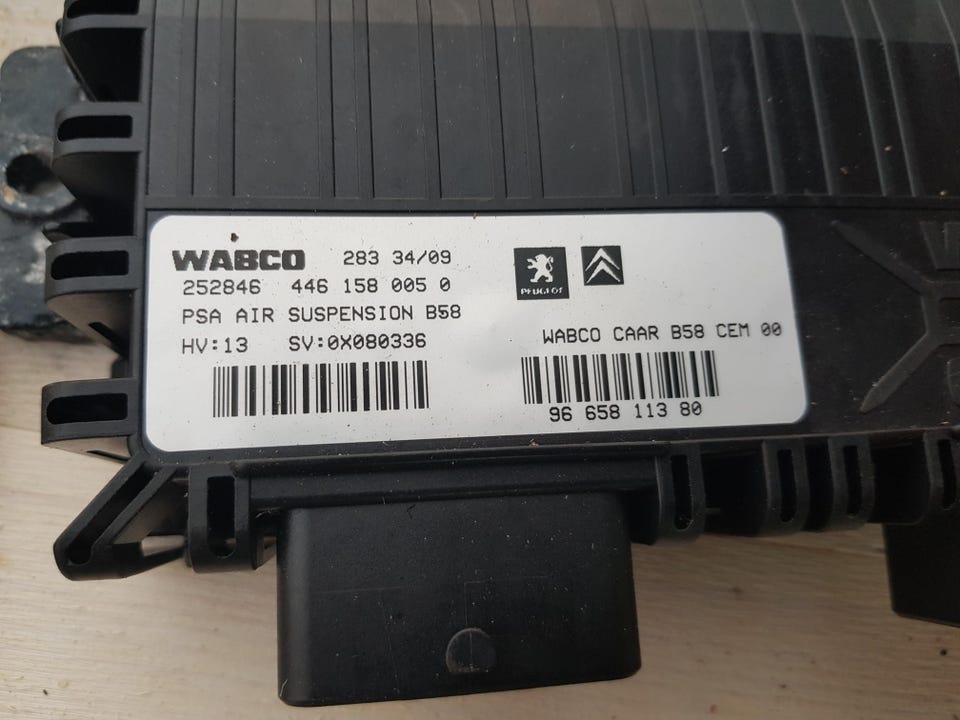 WABCO 283 34/09
252846 446 158 005 0
PSA AIR SUSPENSION B58
HV:13 SV:0X080336
PEUGEOT
WABCO CAAR B58 CEM 00
96 658 113 80